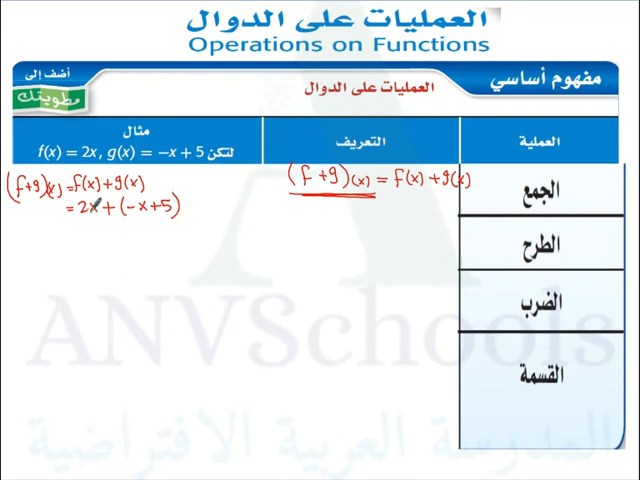 العمليات على الدوال
Operations on Functions
مفهوم أساسي
العمليات على الدوال
أضف إلى
مطويتك
العملية
التعريف
مثال
لتكن f(x) = 2x, g(x) = −x + 5
الجمع
(f+g)(x) = f(x) + g(x)
(f+g)(x) = f(x) + g(x)
= 2x + (−x+5)
الطرح
الضرب
القسمة
ANVSchools
المدرسة العربية الافتراضية